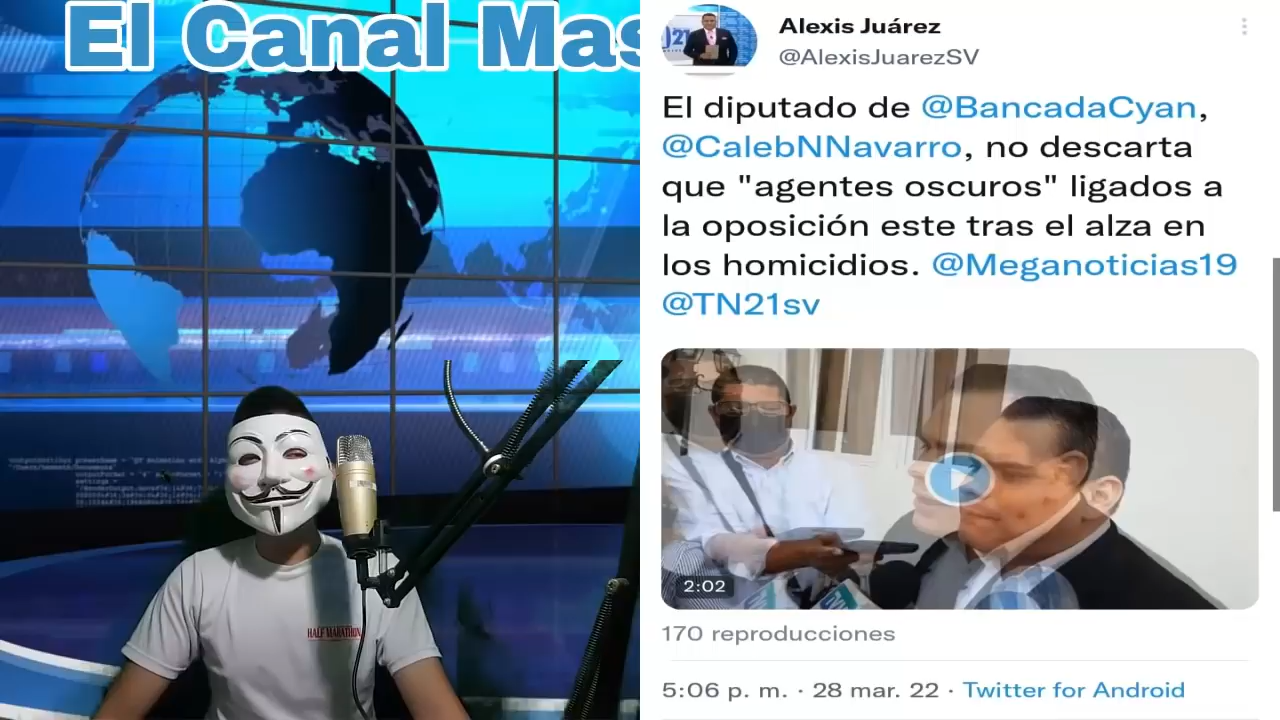 El Canal Mas
Alexis Juárez
@AlexisJuarezSV
El diputado de @BancadaCyan,
@CalebNNavarro, no descarta
que "agentes oscuros" ligados a
la oposición este tras el alza en
los homicidios. @Meganoticias19
@TN21sv
2:02
170 reproducciones
5:06 p. m. · 28 mar. 22 · Twitter for Android
HALF MARATHON